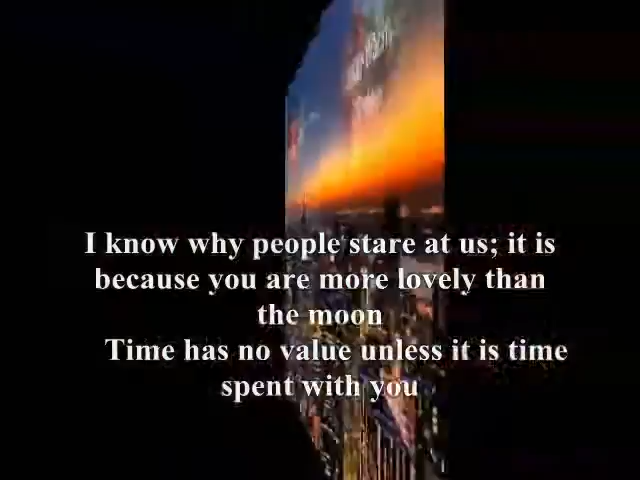 I know why people stare at us; it is
because you are more lovely than
the moon
Time has no value unless it is time
spent with you